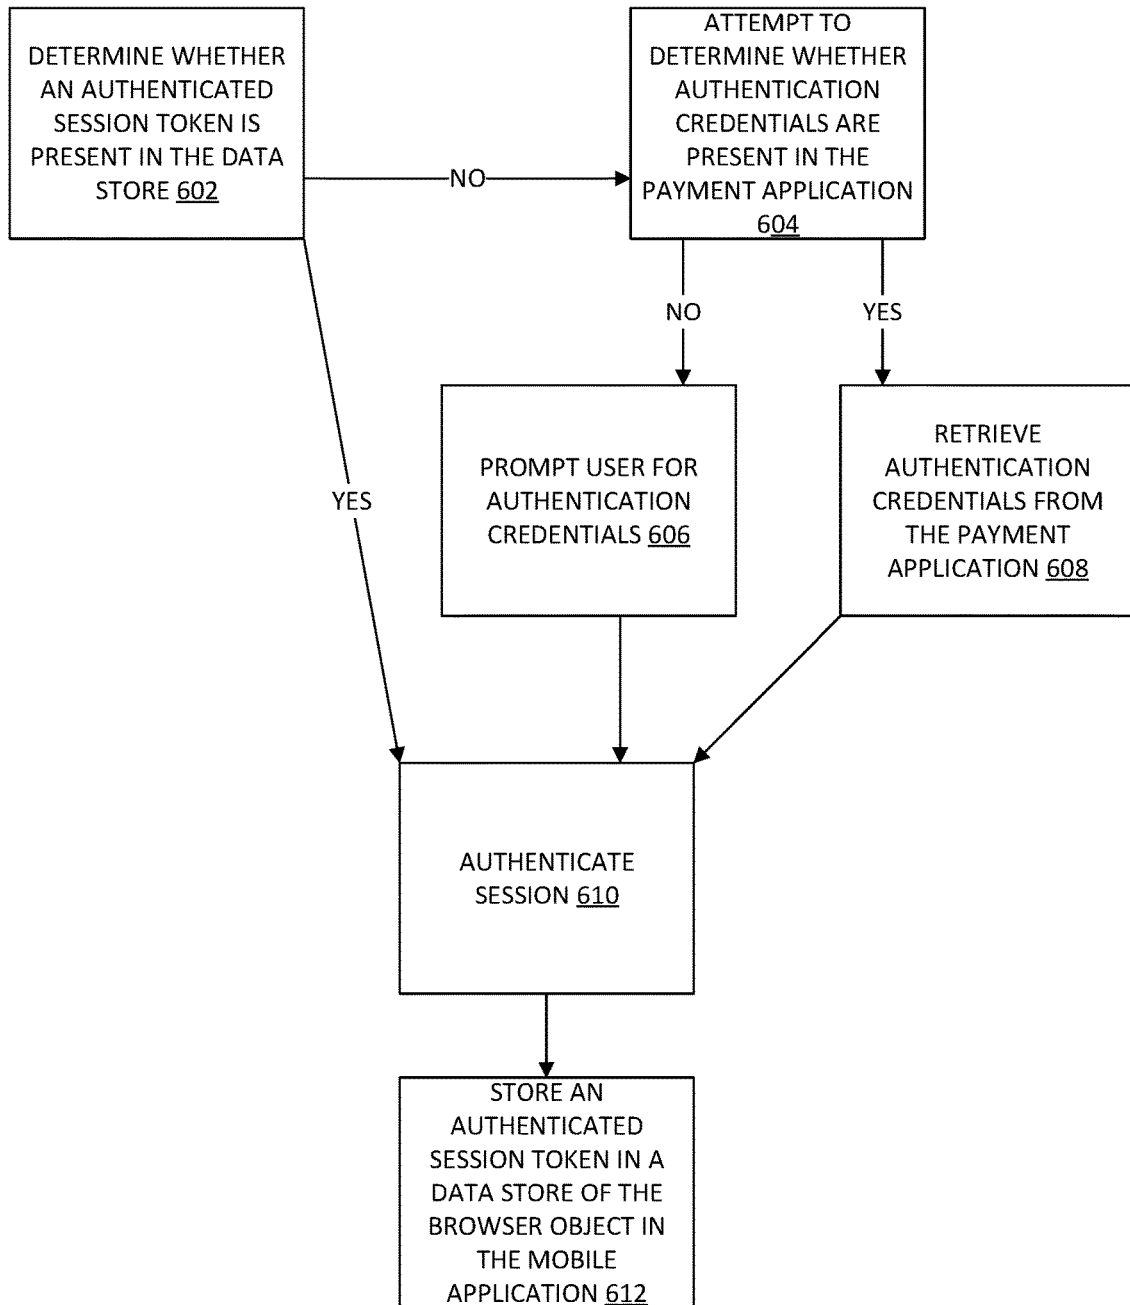 DETERMINE WHETHER
AN AUTHENTICATED
SESSION TOKEN IS
PRESENT IN THE DATA
STORE 602
NO
ATTEMPT TO
DETERMINE WHETHER
AUTHENTICATION
CREDENTIALS ARE
PRESENT IN THE
PAYMENT APPLICATION
604
NO
YES
YES
PROMPT USER FOR
AUTHENTICATION
CREDENTIALS 606
RETRIEVE
AUTHENTICATION
CREDENTIALS FROM
THE PAYMENT
APPLICATION 608
AUTHENTICATE
SESSION 610
STORE AN
AUTHENTICATED
SESSION TOKEN IN A
DATA STORE OF THE
BROWSER OBJECT IN
THE MOBILE
APPLICATION 612